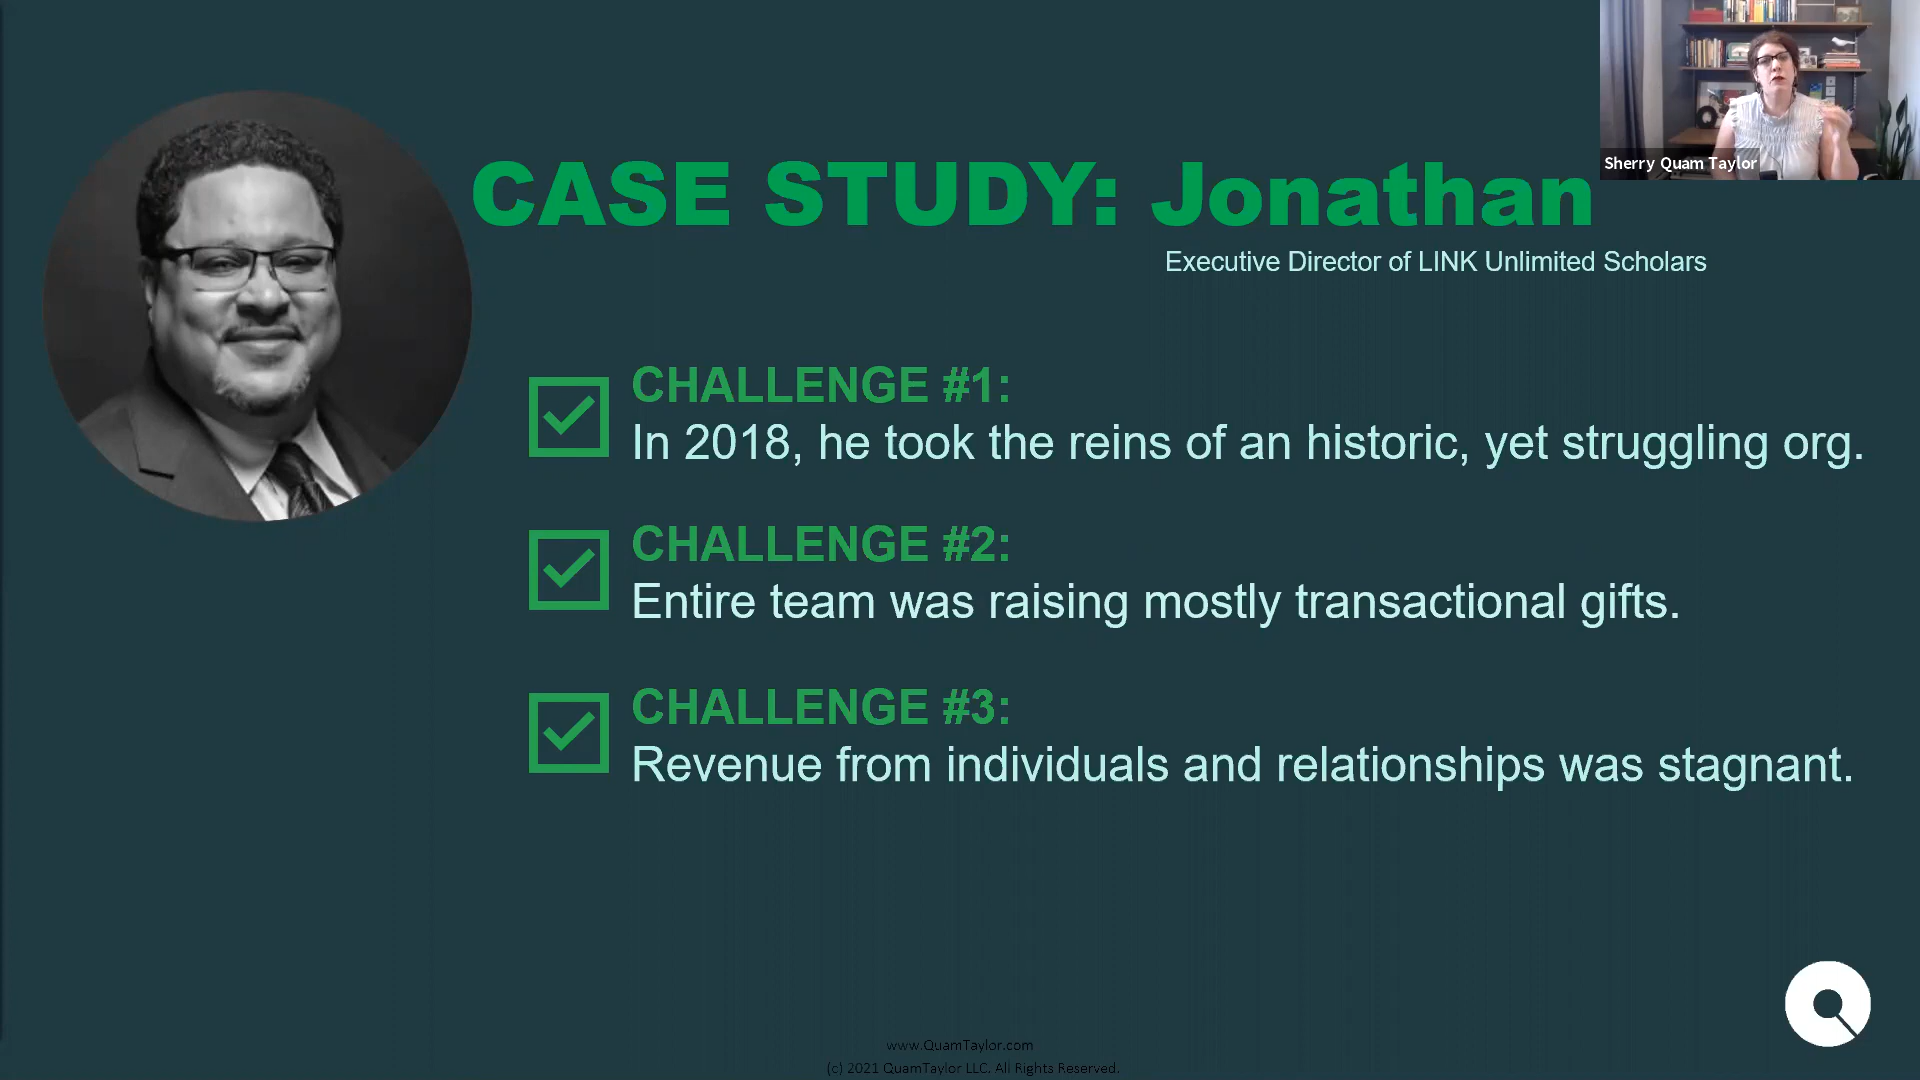 Sherry Quam Taylor
CASE STUDY: Jonathan
Executive Director of LINK Unlimited Scholars
CHALLENGE #1:
In 2018, he took the reins of an historic, yet struggling org.
CHALLENGE #2:
Entire team was raising mostly transactional gifts.
CHALLENGE #3:
Revenue from individuals and relationships was stagnant.
www.QuamTaylor.com
(c) 2021 QuamTaylor LLC. All Rights Reserved.